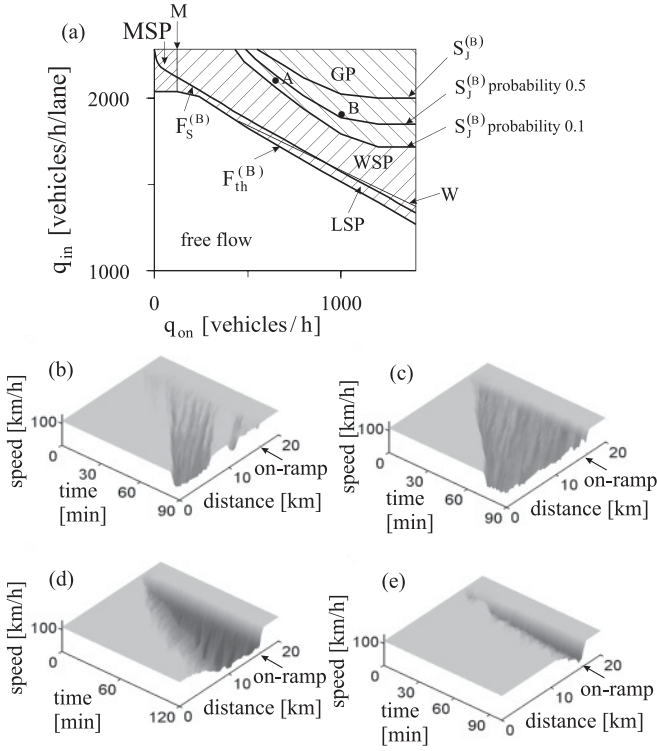 (a)
M
MSP
2000
1000
q_in [vehicles/h/lane]
F_S^(B)
F_th^(B)
free flow
A
B
GP
WSP
LSP
W
S_J^(B)
S_J^(B) probability 0.5
S_J^(B) probability 0.1
0
1000
q_on [vehicles/h]
(b)
speed [km/h]
100
0
30
60
90
time
[min]
0
10
20
on-ramp
distance [km]
(c)
speed [km/h]
100
0
30
60
90
time
[min]
0
10
20
on-ramp
distance [km]
(d)
speed [km/h]
100
0
60
120
time
[min]
0
10
20
on-ramp
distance [km]
(e)
speed [km/h]
100
0
30
60
90
time
[min]
0
10
20
on-ramp
distance [km]